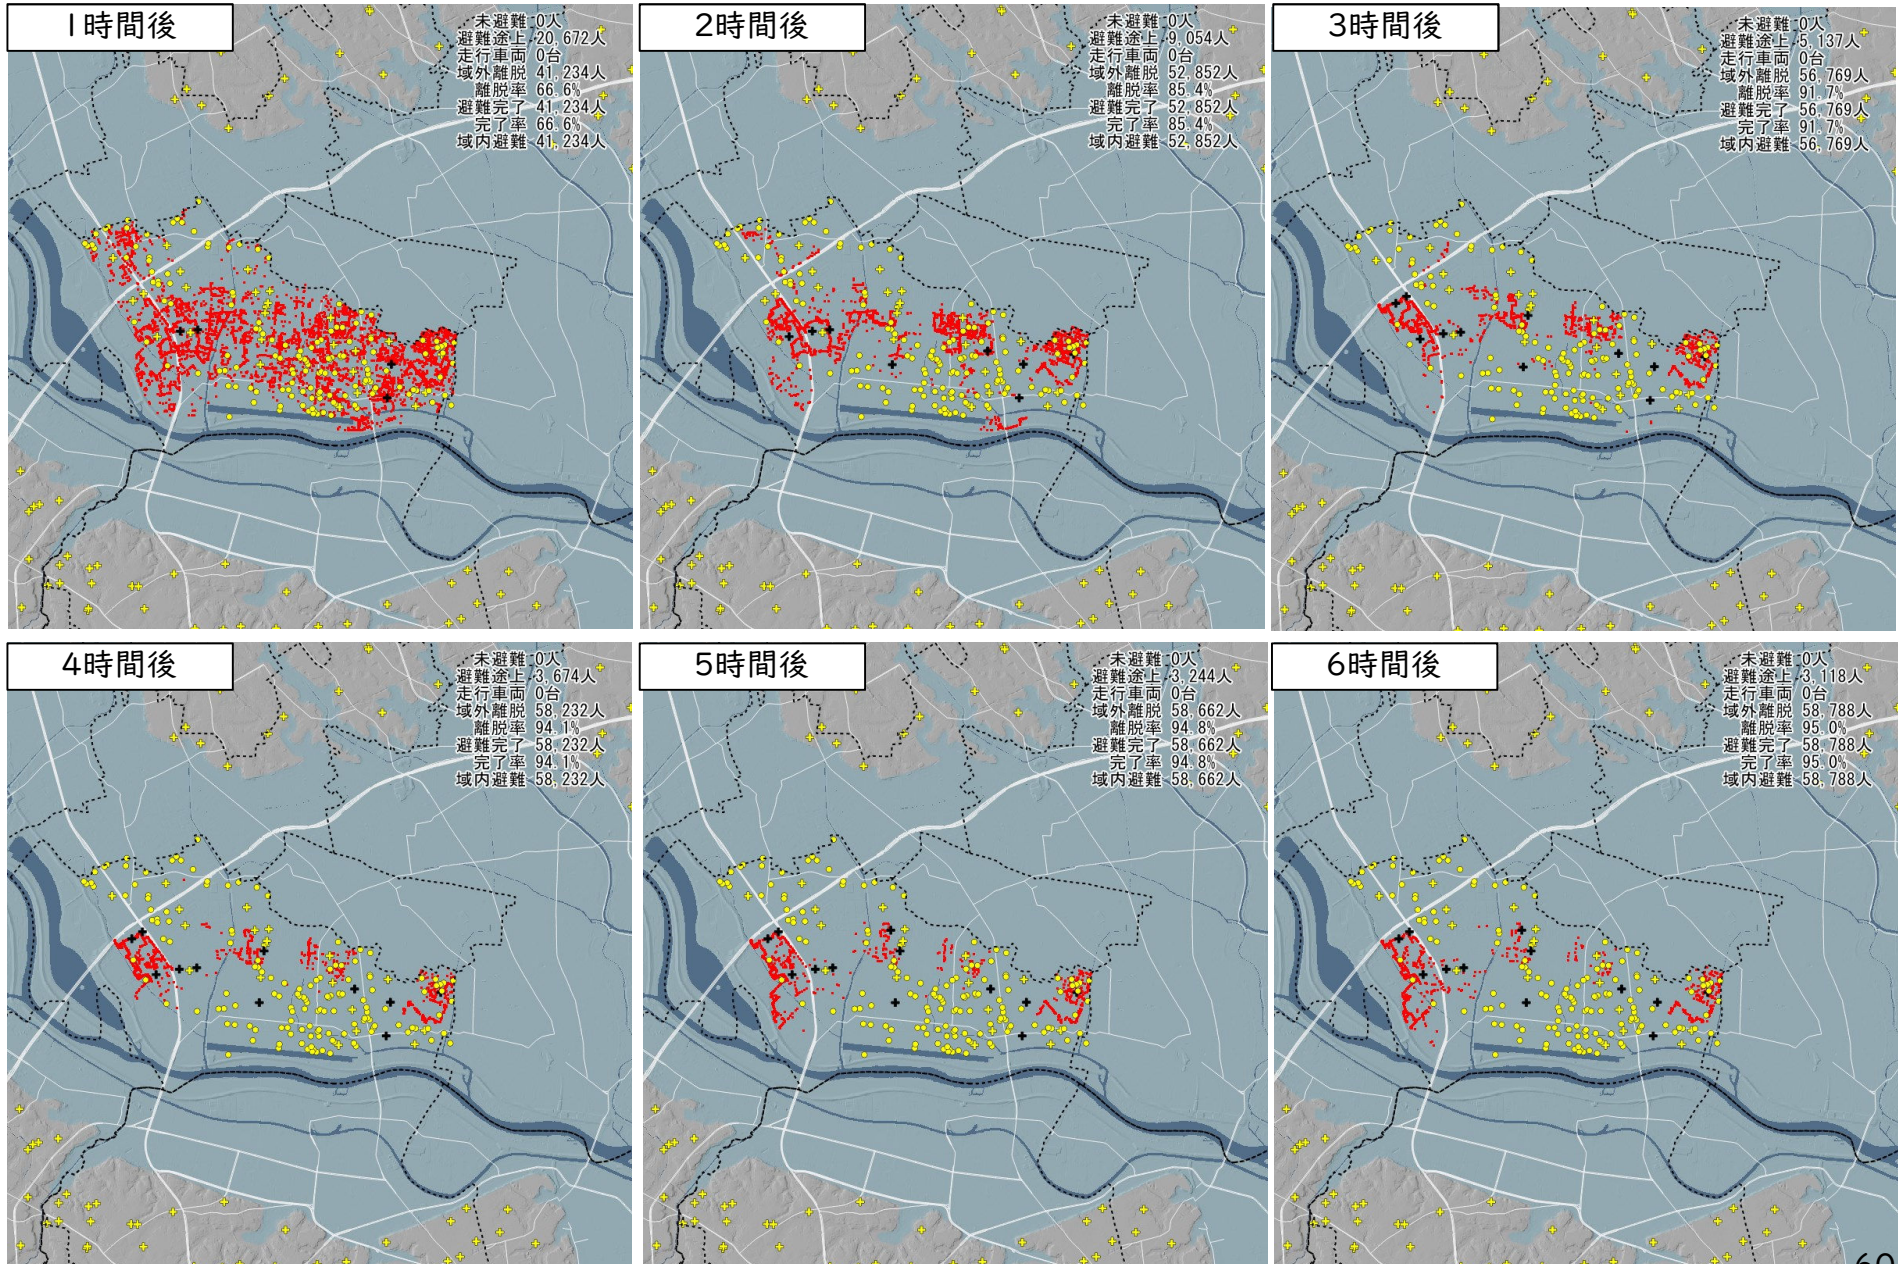 1時間後
未避難 0人
避難途上 20,672人
走行車両 0台
域外離脱 41,234人
離脱率 66.6%
避難完了 41,234人
完了率 66.6%
域内避難 41,234人
2時間後
未避難 0人
避難途上 9,054人
走行車両 0台
域外離脱 52,852人
離脱率 85.4%
避難完了 52,852人
完了率 85.4%
域内避難 52,852人
3時間後
未避難 0人
避難途上 5,137人
走行車両 0台
域外離脱 56,769人
離脱率 91.7%
避難完了 56,769人
完了率 91.7%
域内避難 56,769人
4時間後
未避難 0人
避難途上 3,674人
走行車両 0台
域外離脱 58,232人
離脱率 94.1%
避難完了 58,232人
完了率 94.1%
域内避難 58,232人
5時間後
未避難 0人
避難途上 3,244人
走行車両 0台
域外離脱 58,662人
離脱率 94.8%
避難完了 58,662人
完了率 94.8%
域内避難 58,662人
6時間後
未避難 0人
避難途上 3,118人
走行車両 0台
域外離脱 58,788人
離脱率 95.0%
避難完了 58,788人
完了率 95.0%
域内避難 58,788人